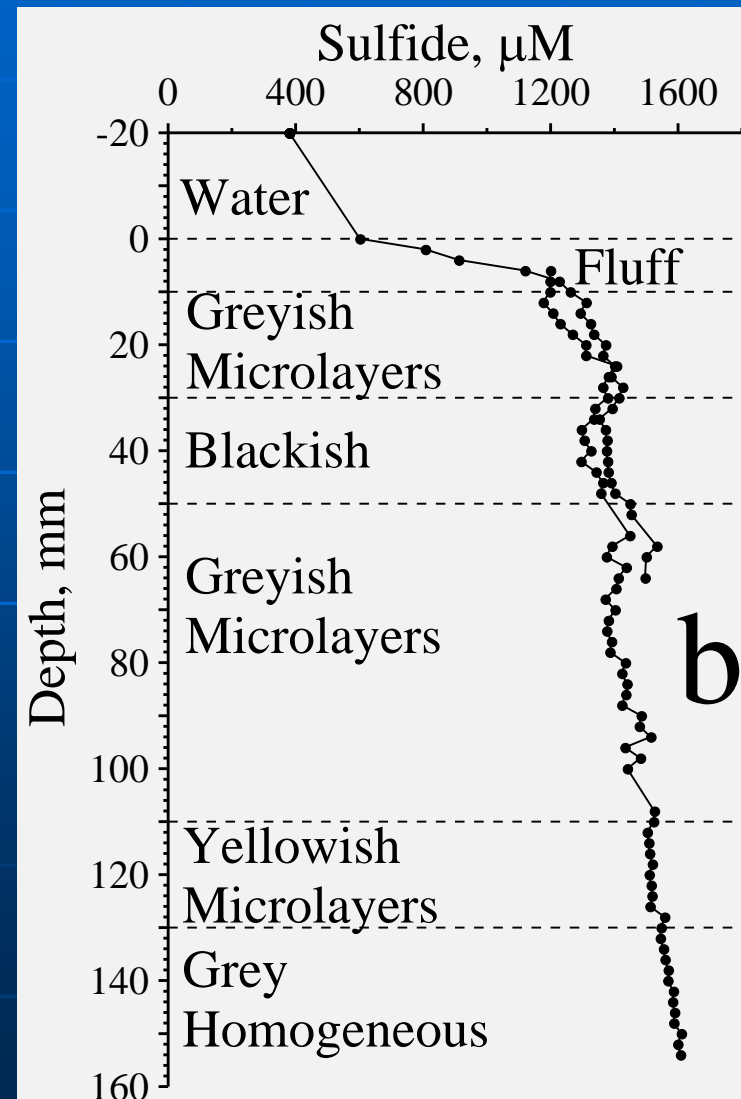 Sulfide, μM
0 400 800 1200 1600
-20
Water
0
Fluff
Greyish
20
Microlayers
40
Blackish
Depth, mm
60
Greyish
Microlayers
80
b
100
Yellowish
120
Microlayers
Grey
140
Homogeneous
160